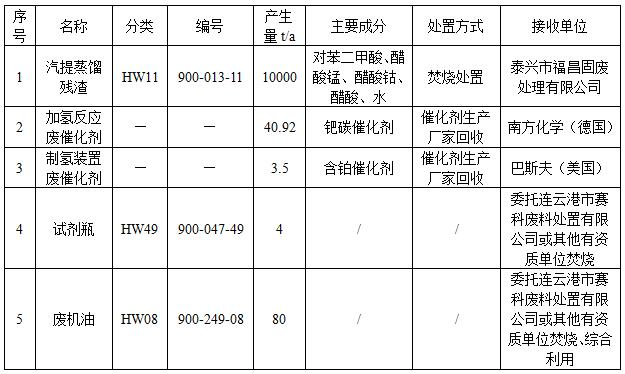 序号 名称 分类 编号 产生量 t/a 主要成分 处置方式 接收单位
1 汽提蒸馏残渣 HW11 900-013-11 10000 对苯二甲酸、醋酸锰、醋酸钴、醋酸、水 焚烧处置 泰兴市福昌固废处理有限公司
2 加氢反应废催化剂 — — 40.92 钯碳催化剂 催化剂生产厂家回收 南方化学（德国）
3 制氢装置废催化剂 — — 3.5 含铂催化剂 催化剂生产厂家回收 巴斯夫（美国）
4 试剂瓶 HW49 900-047-49 4 / / 委托连云港市赛科废料处置有限公司或其他有资质单位焚烧
5 废机油 HW08 900-249-08 80 / / 委托连云港市赛科废料处置有限公司或其他有资质单位焚烧、综合利用